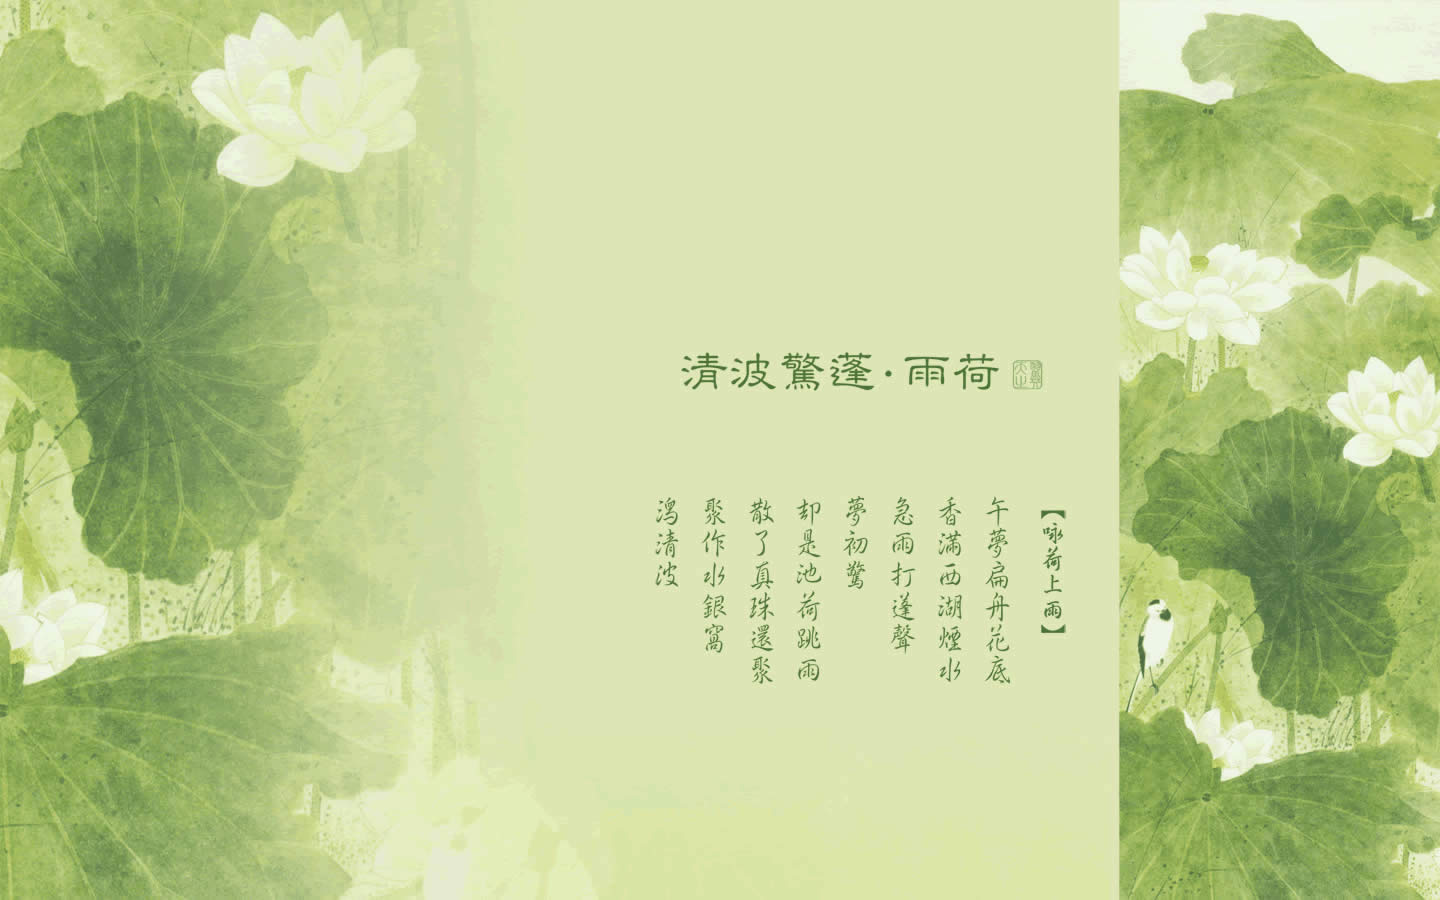 清波驚蓬·雨荷
【咏荷上雨】
午夢扁舟花底
香滿西湖煙水
急雨打蓬聲
夢初驚
却是池荷跳雨
散了真珠還聚
聚作水銀窩
瀉清波